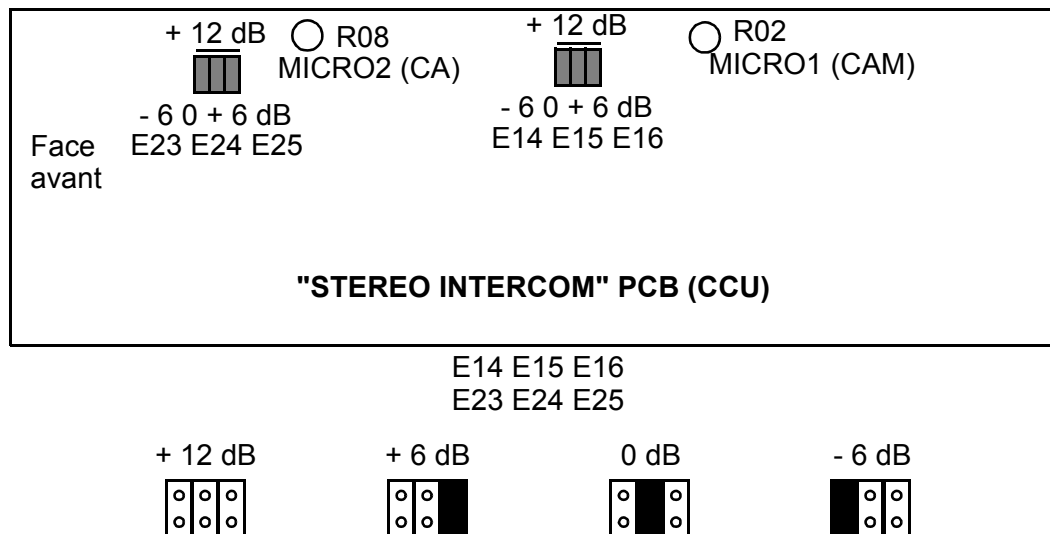 + 12 dB
R08
MICRO2 (CA)
- 6 0 + 6 dB
E23 E24 E25
+ 12 dB
R02
MICRO1 (CAM)
- 6 0 + 6 dB
E14 E15 E16
Face
avant
"STEREO INTERCOM" PCB (CCU)
E14 E15 E16
E23 E24 E25
+ 12 dB + 6 dB 0 dB - 6 dB